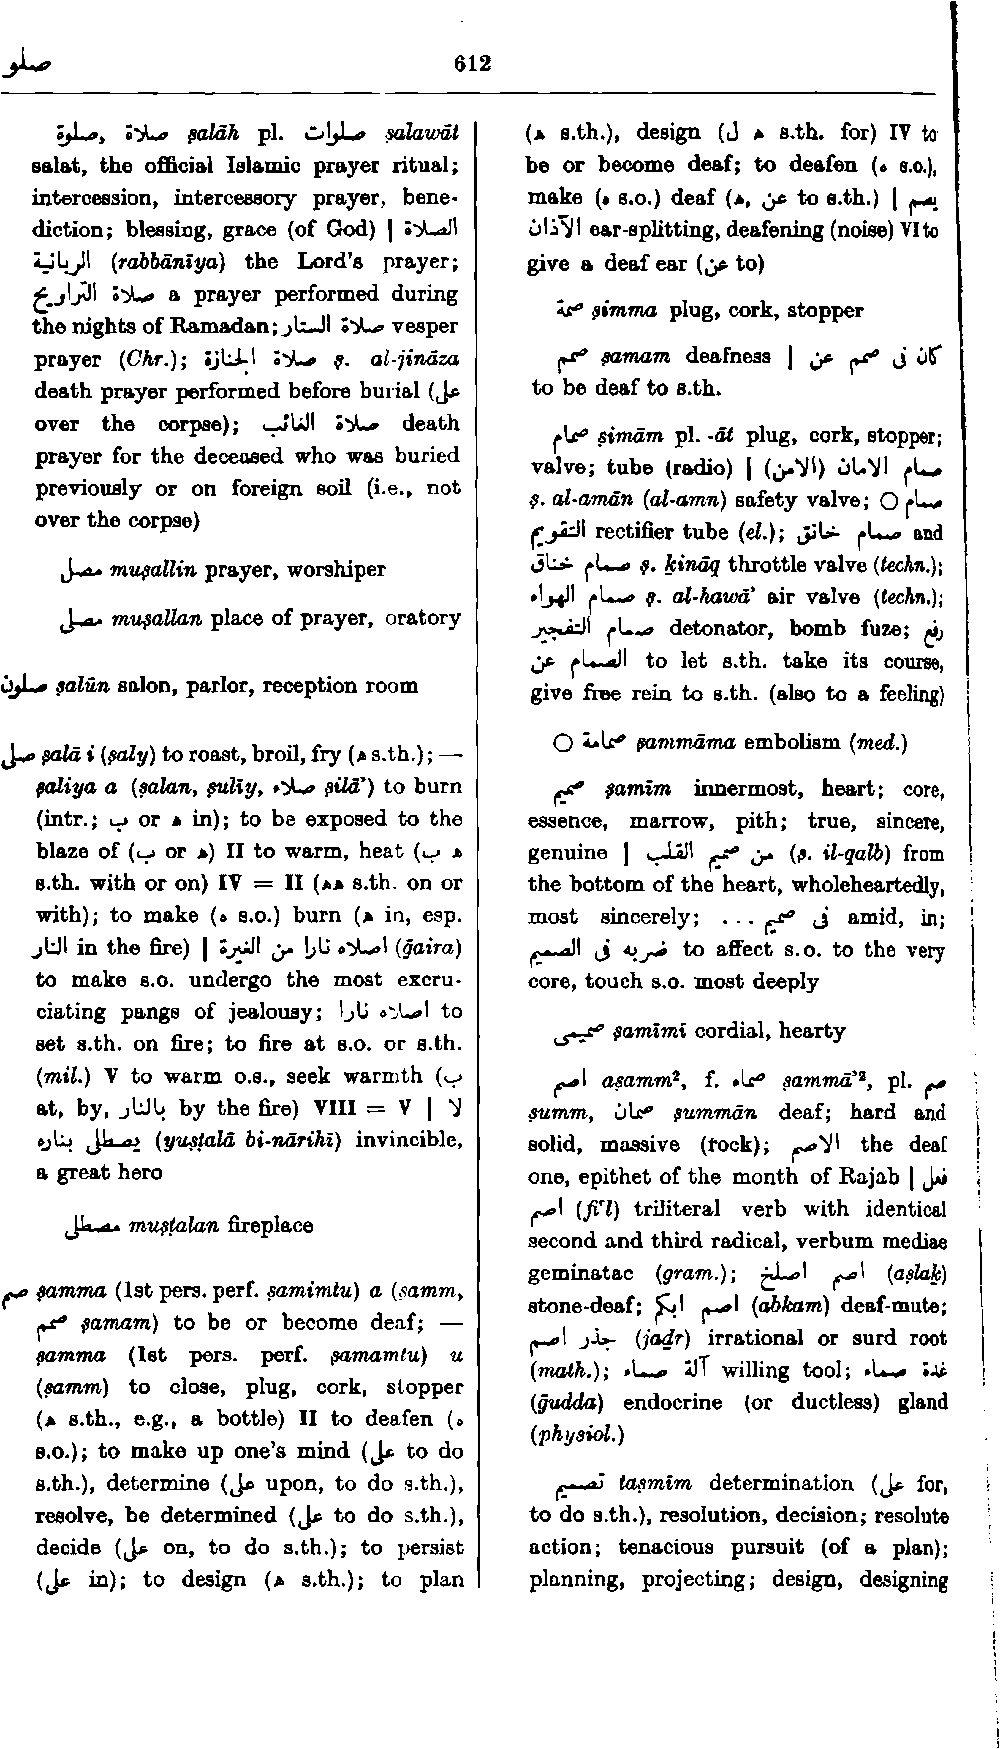 صلو
612
صلوة, صلاة ṣalāh pl. صلوات ṣalawāt
salat, the official Islamic prayer ritual;
intercession, intercessory prayer, bene-
diction; blessing, grace (of God) | الصلاة
الربانية (rabbānīya) the Lord's prayer;
صلاة التراويح a prayer performed during
the nights of Ramadan; صلاة الستار vesper
prayer (Chr.); صلاة الجنازة ṣ. al-jināza
death prayer performed before burial (على
over the corpse); صلاة الغائب death
prayer for the deceased who was buried
previously or on foreign soil (i.e., not
over the corpse)
مصل muṣallin prayer, worshiper
مصلى muṣallan place of prayer, oratory
صلون ṣalūn salon, parlor, reception room
صلى ṣalā i (ṣaly) to roast, broil, fry (ه s.th.); —
ṣaliya a (ṣalan, ṣulīy, صلاء ṣilā’) to burn
(intr.; ب or ه in); to be exposed to the
blaze of (ب or ه) II to warm, heat (ب ه
s.th. with or on) IV = II (هه s.th. on or
with); to make (ه s.o.) burn (ه in, esp.
النار in the fire) | اصلاه نارا من الغيرة (ḡaira)
to make s.o. undergo the most excru-
ciating pangs of jealousy; اصلاه نارا to
set s.th. on fire; to fire at s.o. or s.th.
(mil.) V to warm o.s., seek warmth (ب
at, by, بالنار by the fire) VIII = V | لا
يصطلى بناره (yuṣṭalā bi-nārihī) invincible,
a great hero
مصطلى muṣṭalan fireplace
صم ṣamma (1st pers. perf. ṣamimtu) a (ṣamm,
صمم ṣamam) to be or become deaf; —
ṣamma (1st pers. perf. ṣamamtu) u
(ṣamm) to close, plug, cork, stopper
(ه s.th., e.g., a bottle) II to deafen (ه
s.o.); to make up one's mind (على to do
s.th.), determine (على upon, to do s.th.),
resolve, be determined (على to do s.th.),
decide (على on, to do s.th.); to persist
(على in); to design (ه s.th.); to plan
(ه s.th.), design (ل ه s.th. for) IV to
be or become deaf; to deafen (ه s.o.),
make (ه s.o.) deaf (ه, عن to s.th.) | يصم
الآذان ear-splitting, deafening (noise) VI to
give a deaf ear (عن to)
صمة ṣimma plug, cork, stopper
صمم ṣamam deafness | كان فى صمم عن
to be deaf to s.th.
صمام ṣimām pl. -āt plug, cork, stopper;
valve; tube (radio) | صمام الامان (الامن)
ṣ. al-amān (al-amn) safety valve; ○ صمام
التقويم rectifier tube (el.); صمام خانق and
صمام خناق ṣ. ḵināq throttle valve (techn.);
صمام الهواء ṣ. al-hawā’ air valve (techn.);
صمام التفجير detonator, bomb fuze; رفع
الصمام عن to let s.th. take its course,
give free rein to s.th. (also to a feeling)
○ صمامة ṣammāma embolism (med.)
صميم ṣamīm innermost, heart; core,
essence, marrow, pith; true, sincere,
genuine | من صميم القلب (ṣ. il-qalb) from
the bottom of the heart, wholeheartedly,
most sincerely; ... فى صميم amid, in;
ضربه فى الصميم to affect s.o. to the very
core, touch s.o. most deeply
صميمى ṣamīmī cordial, hearty
اصم aṣamm², f. صماء ṣammā’², pl. صم
ṣumm, صمان ṣummān deaf; hard and
solid, massive (rock); الاصم the deaf
one, epithet of the month of Rajab | فعل
اصم (fi‘l) triliteral verb with identical
second and third radical, verbum mediae
geminatae (gram.); اصم اصلخ (aṣlaḵ)
stone-deaf; اصم ابكم (abkam) deaf-mute;
جذر اصم (jaḏr) irrational or surd root
(math.); آلة صماء willing tool; غدة صماء
(ḡudda) endocrine (or ductless) gland
(physiol.)
تصميم taṣmīm determination (على for,
to do s.th.), resolution, decision; resolute
action; tenacious pursuit (of a plan);
planning, projecting; design, designing